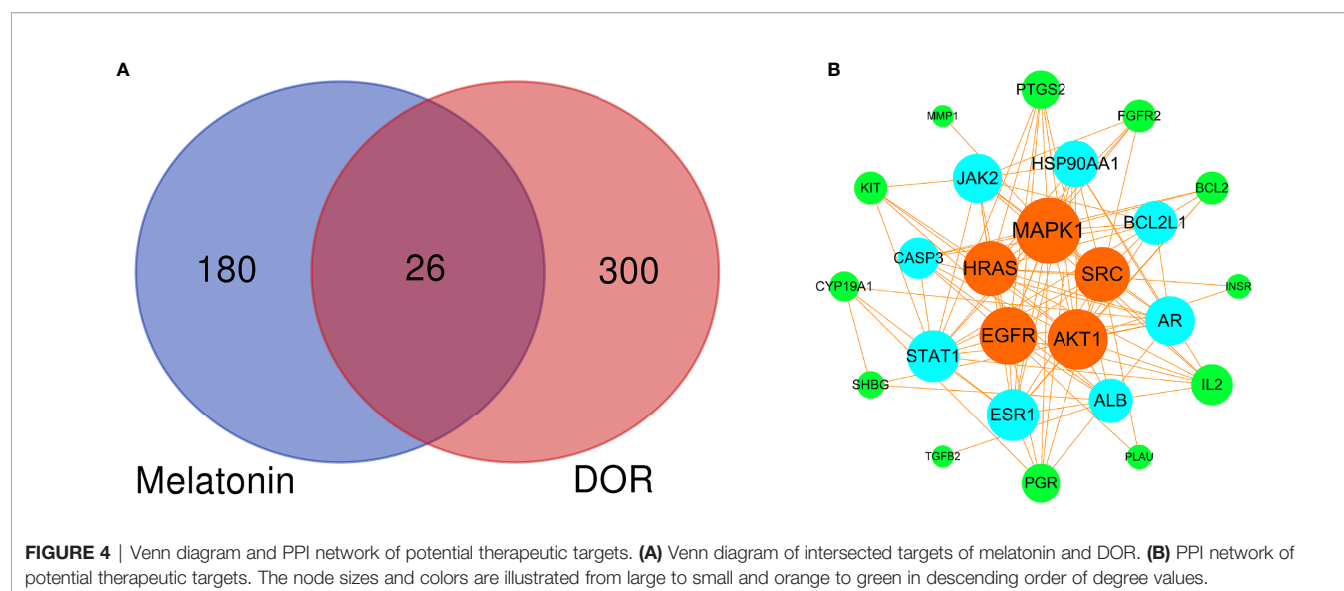 A
B
180
26
300
Melatonin
DOR
PTGS2
MMP1
FGFR2
HSP90AA1
JAK2
KIT
BCL2
BCL2L1
MAPK1
CASP3
HRAS
SRC
CYP19A1
INSR
AR
EGFR
AKT1
STAT1
SHBG
IL2
ALB
ESR1
TGFB2
PLAU
PGR
FIGURE 4 | Venn diagram and PPI network of potential therapeutic targets. (A) Venn diagram of intersected targets of melatonin and DOR. (B) PPI network of
potential therapeutic targets. The node sizes and colors are illustrated from large to small and orange to green in descending order of degree values.